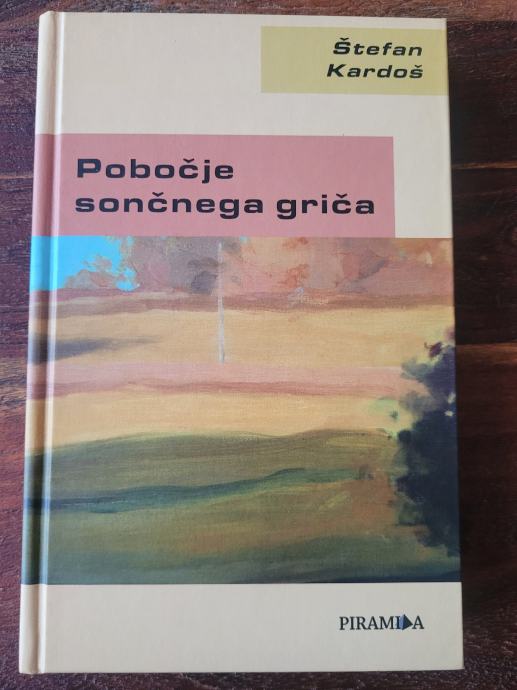 Štefan
Kardoš
Pobočje
sončnega griča
PIRAMIDA